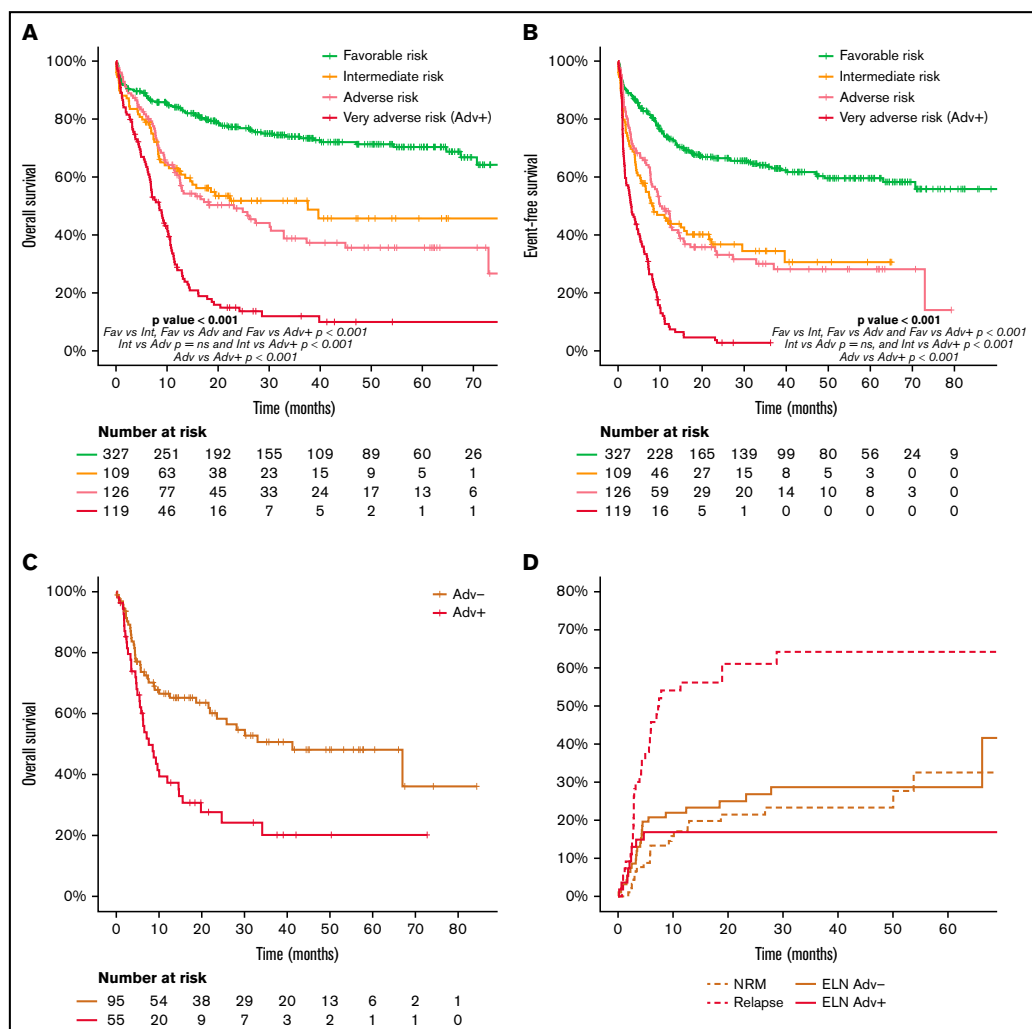 A
Favorable risk
Intermediate risk
Adverse risk
Very adverse risk (Adv+)
100%
80%
60%
40%
20%
0%
Overall survival
p value < 0.001
Fav vs Int, Fav vs Adv and Fav vs Adv+ p < 0.001
Int vs Adv p = ns and Int vs Adv+ p < 0.001
Adv vs Adv+ p < 0.001
0 10 20 30 40 50 60 70
Time (months)
Number at risk
327 251 192 155 109 89 60 26
109 63 38 23 15 9 5 1
126 77 45 33 24 17 13 6
119 46 16 7 5 2 1 1
B
Favorable risk
Intermediate risk
Adverse risk
Very adverse risk (Adv+)
100%
80%
60%
40%
20%
0%
Event-free survival
p value < 0.001
Fav vs Int, Fav vs Adv and Fav vs Adv+ p < 0.001
Int vs Adv p = ns, and Int vs Adv+ p < 0.001
Adv vs Adv+ p < 0.001
0 10 20 30 40 50 60 70 80
Time (months)
Number at risk
327 228 165 139 99 80 56 24 9
109 46 27 15 8 5 3 0 0
126 59 29 20 14 10 8 3 0
119 16 5 1 0 0 0 0 0
C
Adv–
Adv+
100%
80%
60%
40%
20%
0%
Overall survival
0 10 20 30 40 50 60 70 80
Time (months)
Number at risk
95 54 38 29 20 13 6 2 1
55 20 9 7 3 2 1 1 0
D
80%
70%
60%
50%
40%
30%
20%
10%
0%
0 10 20 30 40 50 60
Time (months)
NRM ELN Adv–
Relapse ELN Adv+